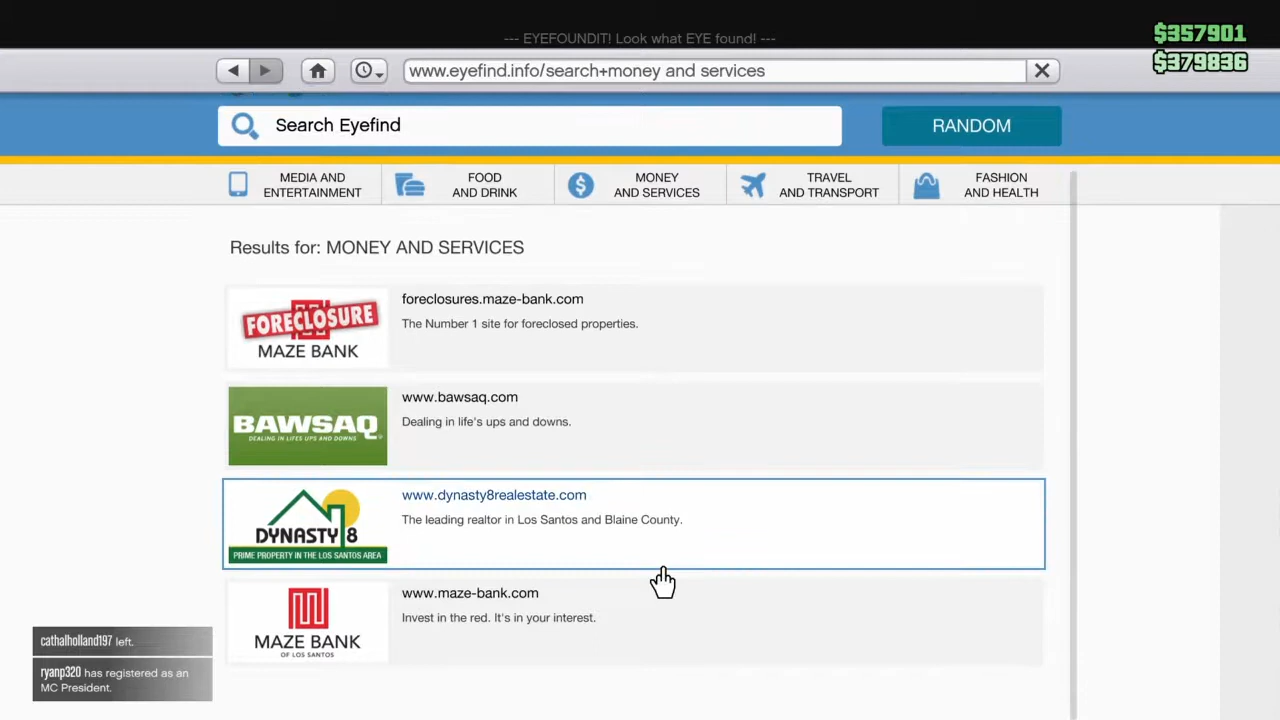 --- EYEFOUNDIT! Look what EYE found! ---
$357901
$379836
www.eyefind.info/search+money and services
Search Eyefind
RANDOM
MEDIA AND
ENTERTAINMENT
FOOD
AND DRINK
MONEY
AND SERVICES
TRAVEL
AND TRANSPORT
FASHION
AND HEALTH
Results for: MONEY AND SERVICES
FORECLOSURE
MAZE BANK
foreclosures.maze-bank.com
The Number 1 site for foreclosed properties.
BAWSAQ
DEALING IN LIFES UPS AND DOWNS
www.bawsaq.com
Dealing in life's ups and downs.
DYNASTY 8
PRIME PROPERTY IN THE LOS SANTOS AREA
www.dynasty8realestate.com
The leading realtor in Los Santos and Blaine County.
MAZE BANK
OF LOS SANTOS
www.maze-bank.com
Invest in the red. It's in your interest.
cathalholland197 left.
ryanp320 has registered as an
MC President.